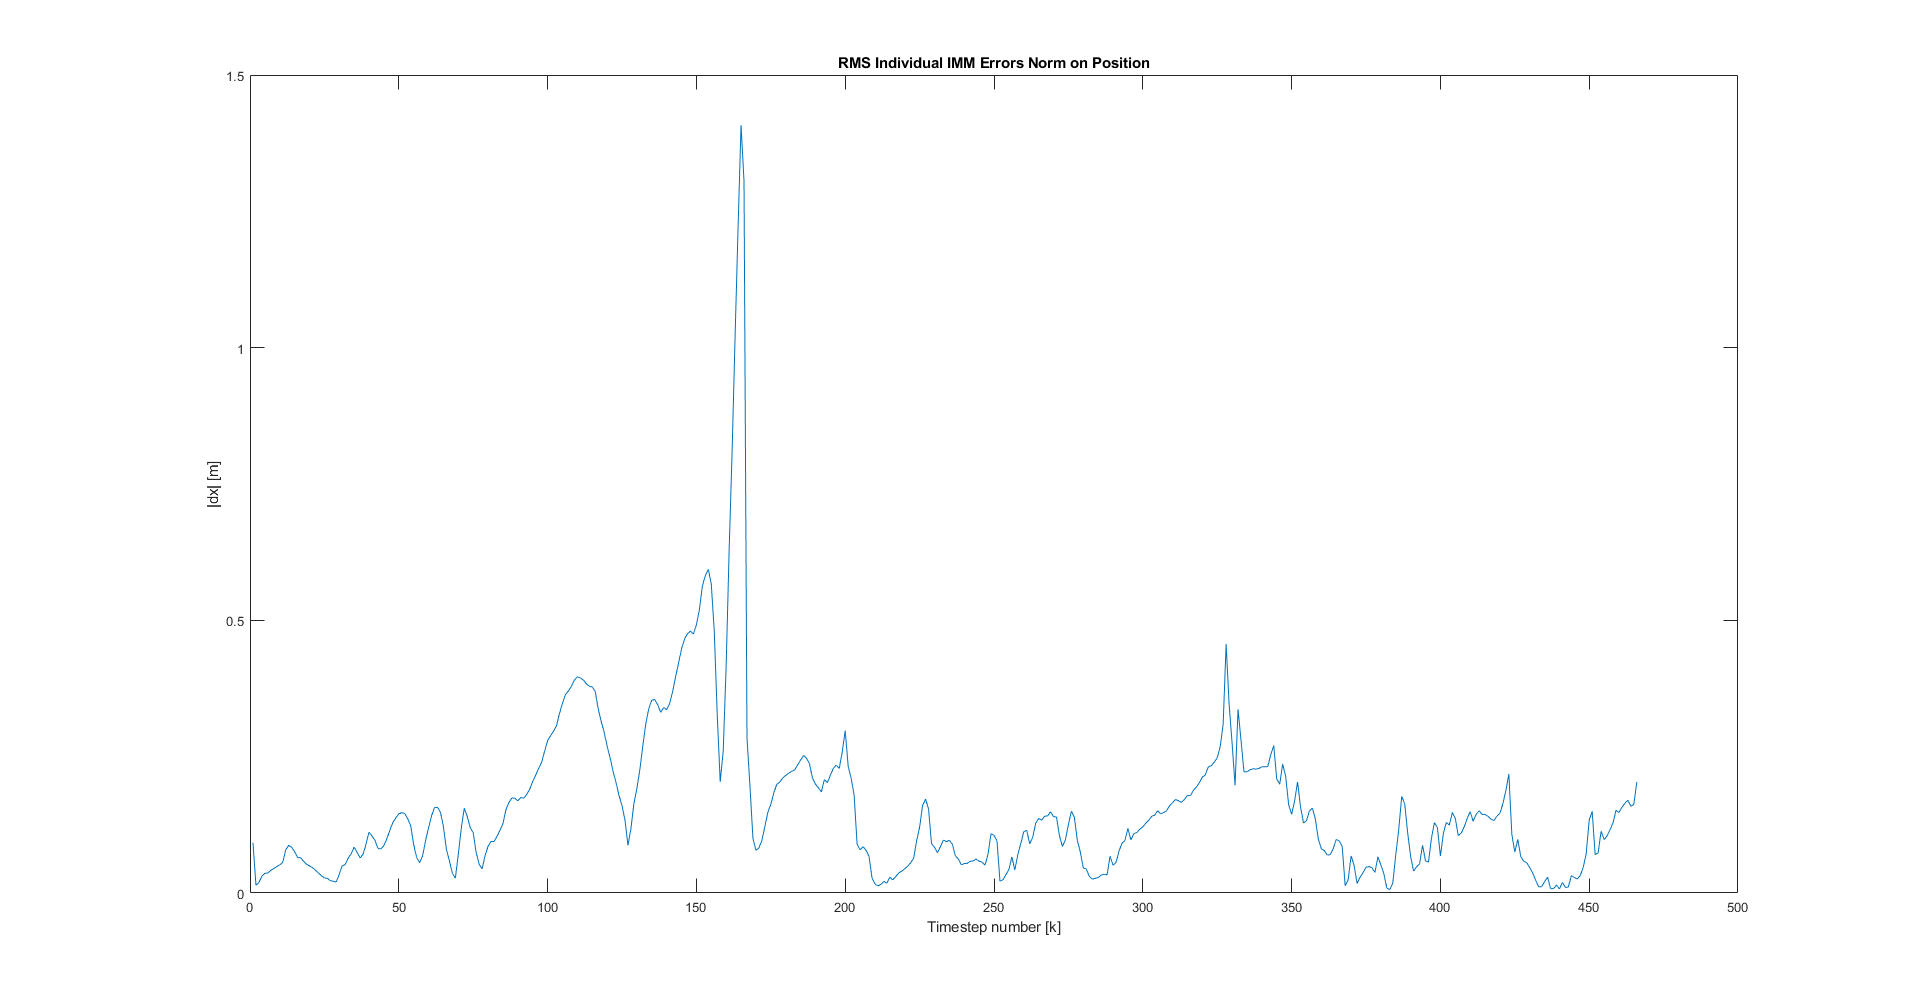 RMS Individual IMM Errors Norm on Position
1.5
1
0.5
0
|dx| [m]
0 50 100 150 200 250 300 350 400 450 500
Timestep number [k]